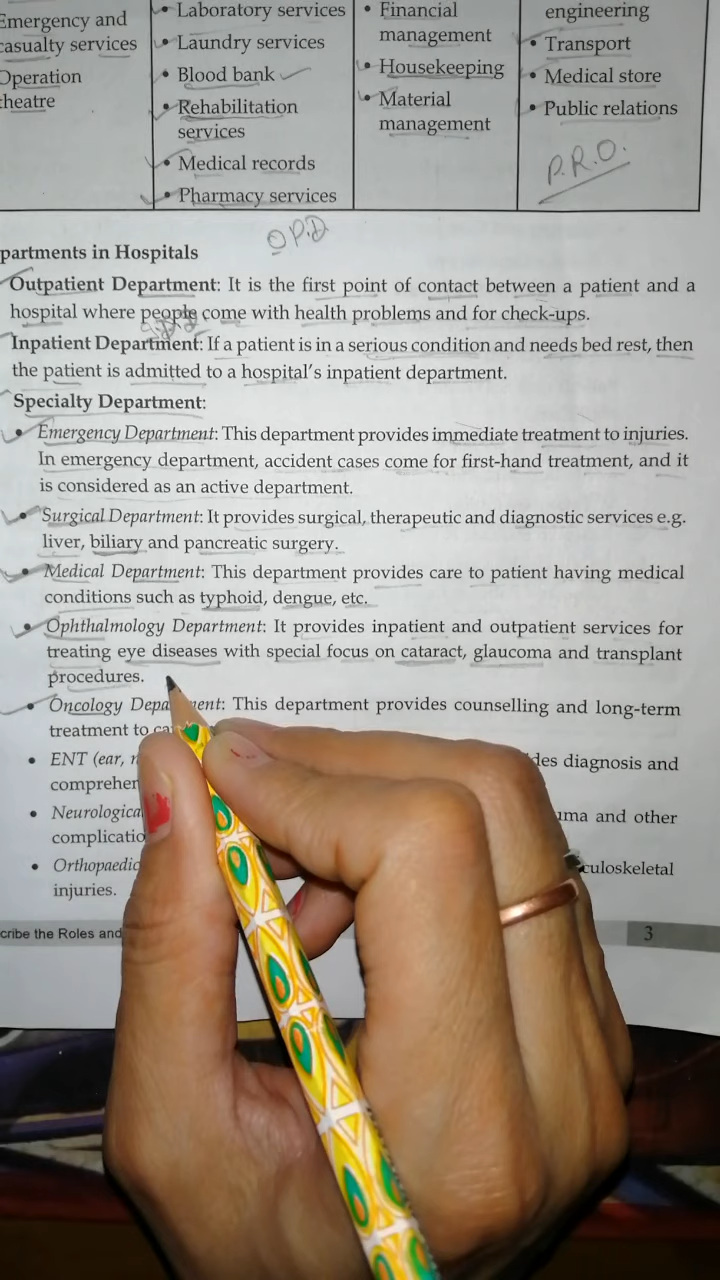 Emergency and
casualty services
Operation
theatre
• Laboratory services
• Laundry services
• Blood bank
• Rehabilitation
services
• Medical records
• Pharmacy services
• Financial
management
• Housekeeping
• Material
management
engineering
• Transport
• Medical store
• Public relations
P.R.O.
O.P.D
partments in Hospitals
Outpatient Department: It is the first point of contact between a patient and a
hospital where people come with health problems and for check-ups.
Inpatient Department: If a patient is in a serious condition and needs bed rest, then
the patient is admitted to a hospital's inpatient department.
Specialty Department:
• Emergency Department: This department provides immediate treatment to injuries.
In emergency department, accident cases come for first-hand treatment, and it
is considered as an active department.
• Surgical Department: It provides surgical, therapeutic and diagnostic services e.g.
liver, biliary and pancreatic surgery.
• Medical Department: This department provides care to patient having medical
conditions such as typhoid, dengue, etc.
• Ophthalmology Department: It provides inpatient and outpatient services for
treating eye diseases with special focus on cataract, glaucoma and transplant
procedures.
• Oncology Depa ent: This department provides counselling and long-term
treatment to
• ENT (ear, des diagnosis and
comprehen
• Neurologica uma and other
complicatio
• Orthopaedic culoskeletal
injuries.
cribe the Roles and
3